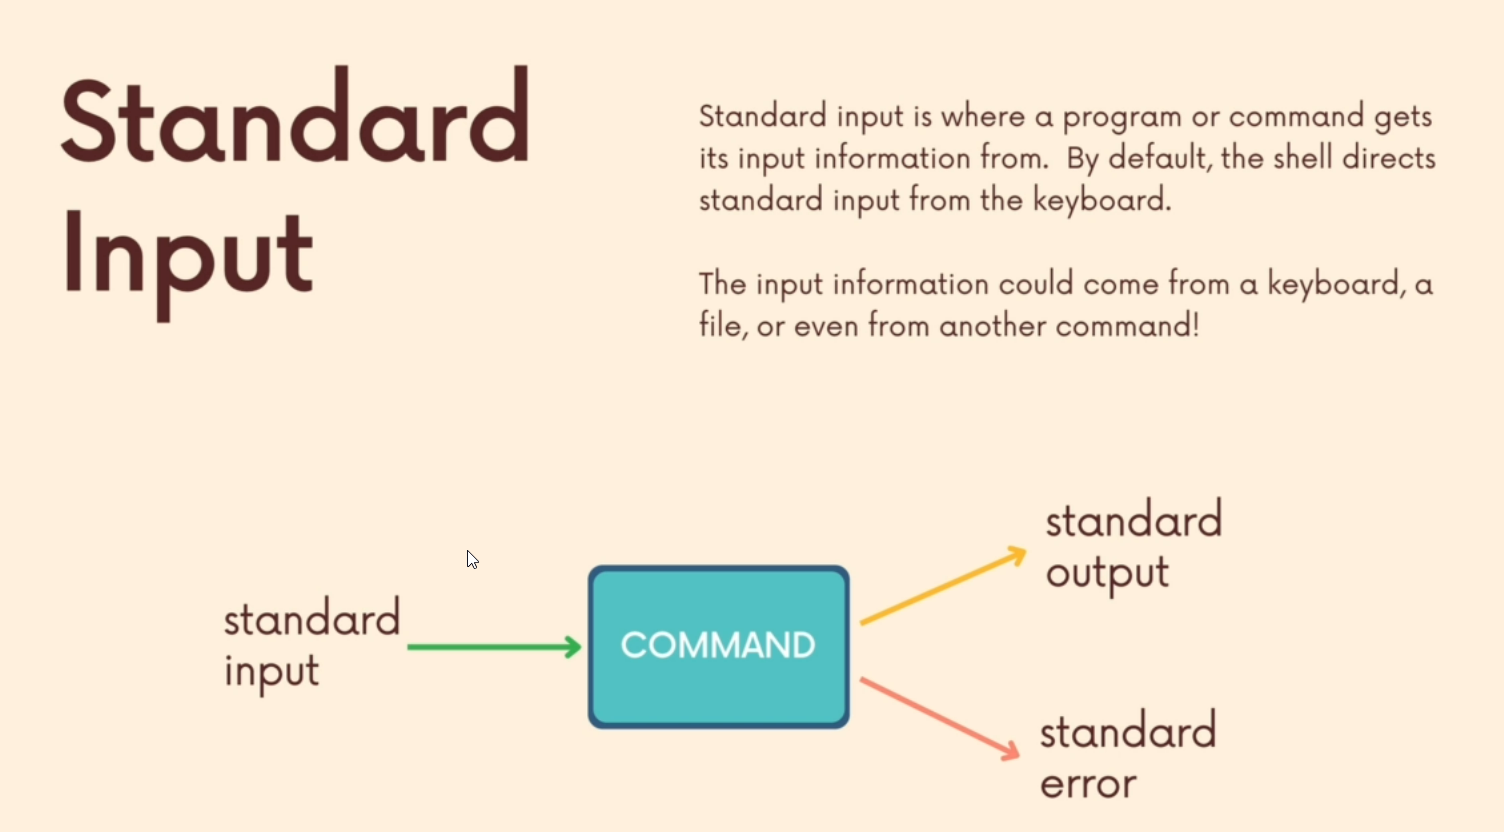 Standard
Input
Standard input is where a program or command gets
its input information from.  By default, the shell directs
standard input from the keyboard.
The input information could come from a keyboard, a
file, or even from another command!
standard
input
COMMAND
standard
output
standard
error